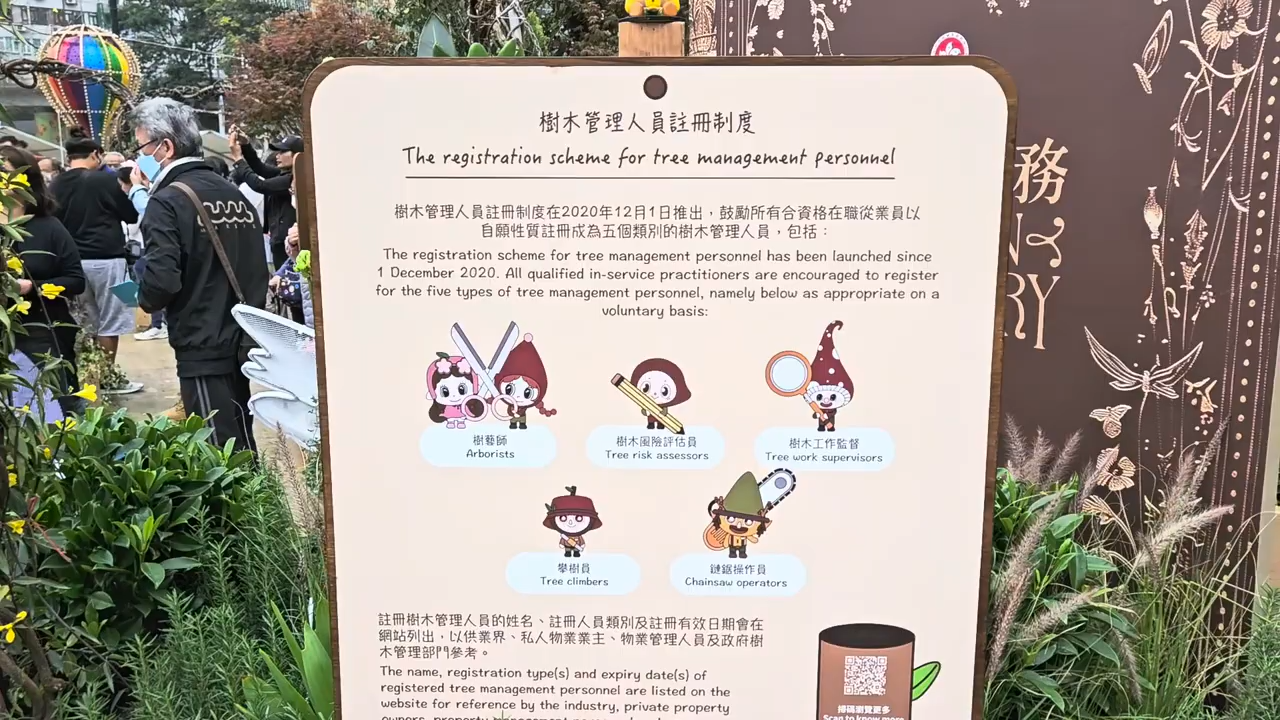 樹木管理人員註冊制度
The registration scheme for tree management personnel
樹木管理人員註冊制度在2020年12月1日推出，鼓勵所有合資格在職從業員以
自願性質註冊成為五個類別的樹木管理人員，包括：
The registration scheme for tree management personnel has been launched since
1 December 2020. All qualified in-service practitioners are encouraged to register
for the five types of tree management personnel, namely below as appropriate on a
voluntary basis:
樹藝師
Arborists
樹木風險評估員
Tree risk assessors
樹木工作監督
Tree work supervisors
攀樹員
Tree climbers
鏈鋸操作員
Chainsaw operators
註冊樹木管理人員的姓名、註冊人員類別及註冊有效日期會在
網站列出，以供業界、私人物業業主、物業管理人員及政府樹
木管理部門參考。
The name, registration type(s) and expiry date(s) of
registered tree management personnel are listed on the
website for reference by the industry, private property
掃碼瀏覽更多
Scan to know more
務
RY